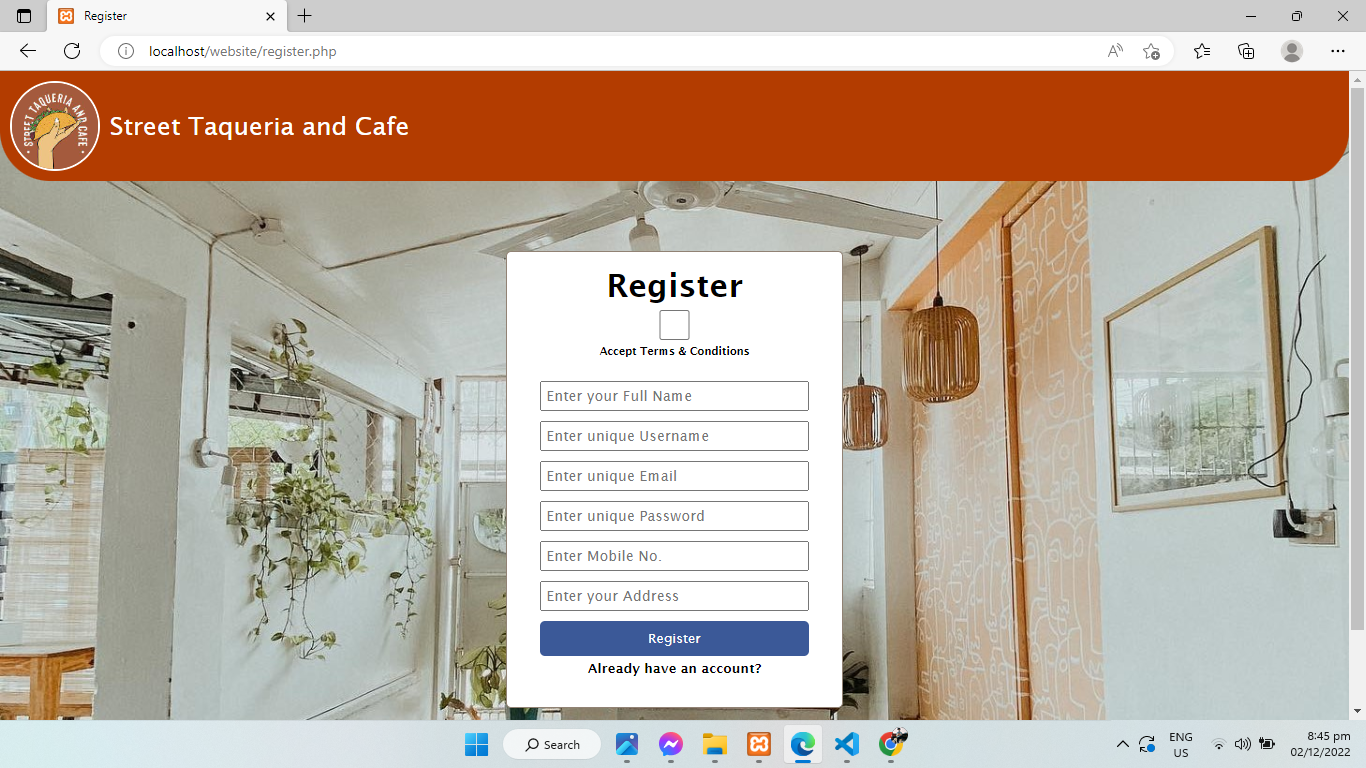 Register
localhost/website/register.php
STREET TAQUERIA AND CAFE
Street Taqueria and Cafe
Register
Accept Terms & Conditions
Enter your Full Name
Enter unique Username
Enter unique Email
Enter unique Password
Enter Mobile No.
Enter your Address
Register
Already have an account?
Search
ENG
US
8:45 pm
02/12/2022